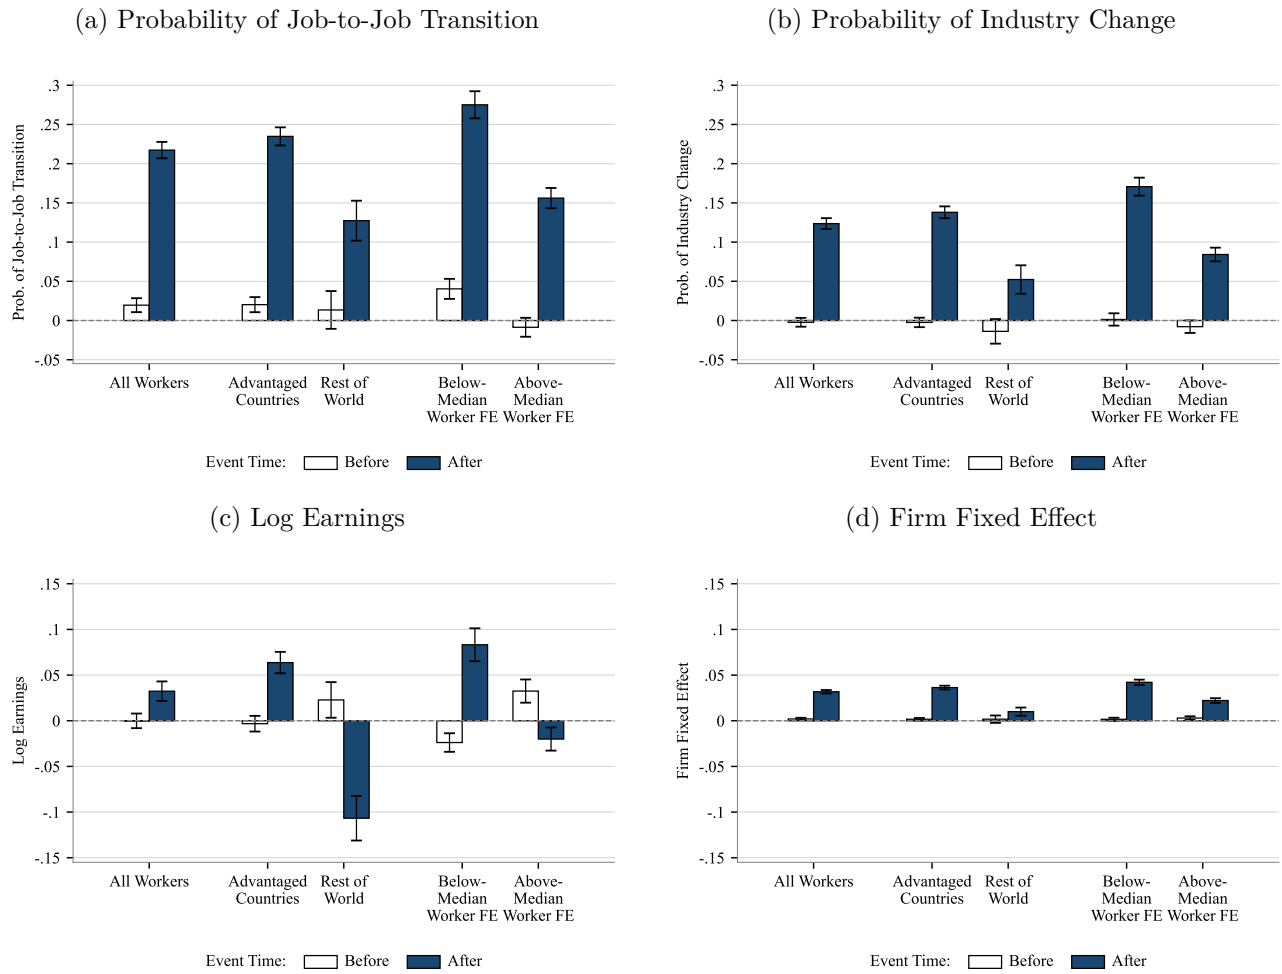 (a) Probability of Job-to-Job Transition
Prob. of Job-to-Job Transition
.3
.25
.2
.15
.1
.05
0
-.05
All Workers
Advantaged
Countries
Rest of
World
Below-
Median
Worker FE
Above-
Median
Worker FE
Event Time: Before After
(b) Probability of Industry Change
Prob. of Industry Change
.3
.25
.2
.15
.1
.05
0
-.05
All Workers
Advantaged
Countries
Rest of
World
Below-
Median
Worker FE
Above-
Median
Worker FE
Event Time: Before After
(c) Log Earnings
Log Earnings
.15
.1
.05
0
-.05
-.1
-.15
All Workers
Advantaged
Countries
Rest of
World
Below-
Median
Worker FE
Above-
Median
Worker FE
Event Time: Before After
(d) Firm Fixed Effect
Firm Fixed Effect
.15
.1
.05
0
-.05
-.1
-.15
All Workers
Advantaged
Countries
Rest of
World
Below-
Median
Worker FE
Above-
Median
Worker FE
Event Time: Before After